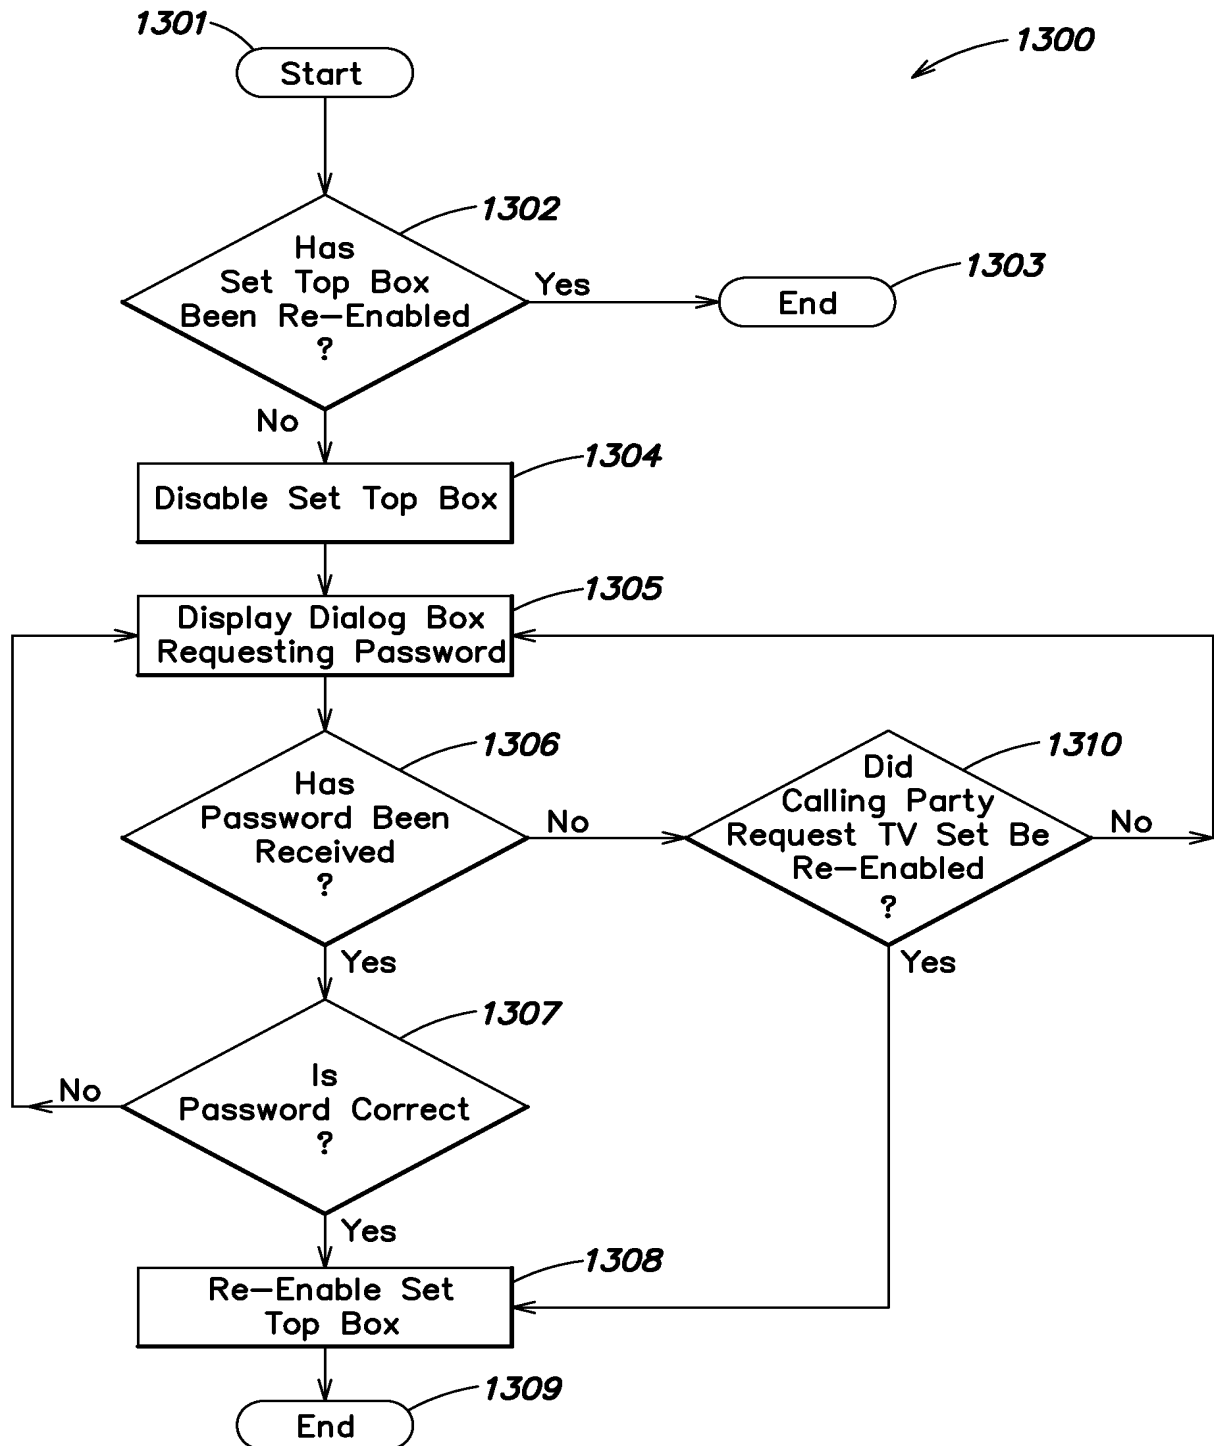 1301
Start
1300
1302
Has
Set Top Box
Been Re-Enabled
?
Yes
1303
End
No
1304
Disable Set Top Box
1305
Display Dialog Box
Requesting Password
1306
Has
Password Been
Received
?
No
1310
Did
Calling Party
Request TV Set Be
Re-Enabled
?
No
Yes
Yes
1307
Is
Password Correct
?
No
Yes
1308
Re-Enable Set
Top Box
1309
End